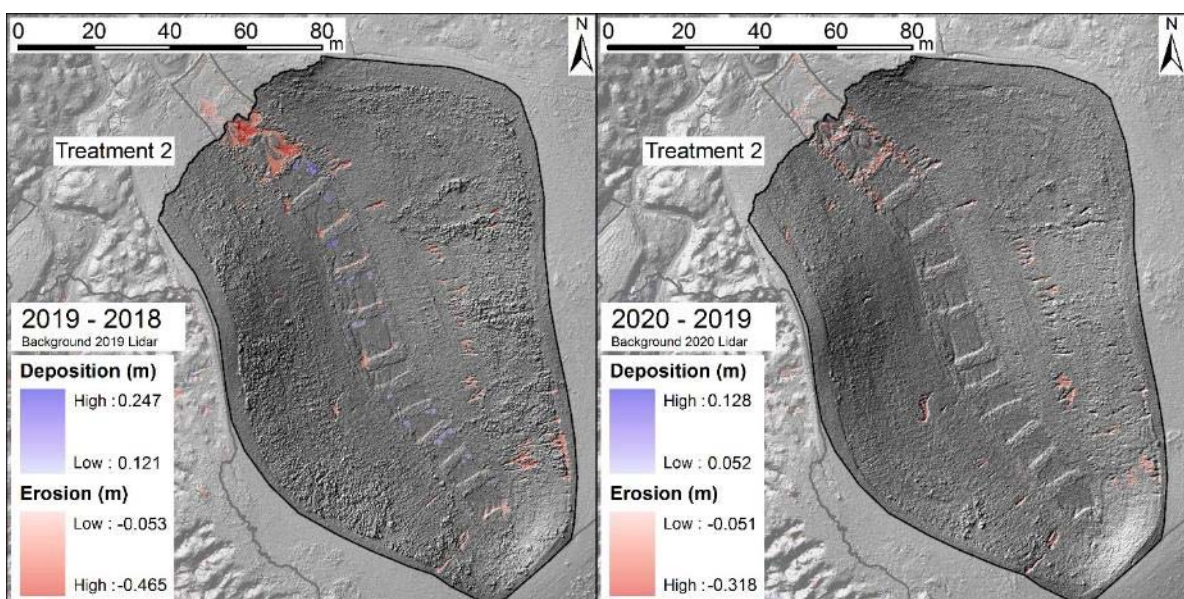 0 20 40 60 80
m
N
Treatment 2
2019 - 2018
Background 2019 Lidar
Deposition (m)
High : 0.247
Low : 0.121
Erosion (m)
Low : -0.053
High : -0.465
0 20 40 60 80
m
N
Treatment 2
2020 - 2019
Background 2020 Lidar
Deposition (m)
High : 0.128
Low : 0.052
Erosion (m)
Low : -0.051
High : -0.318